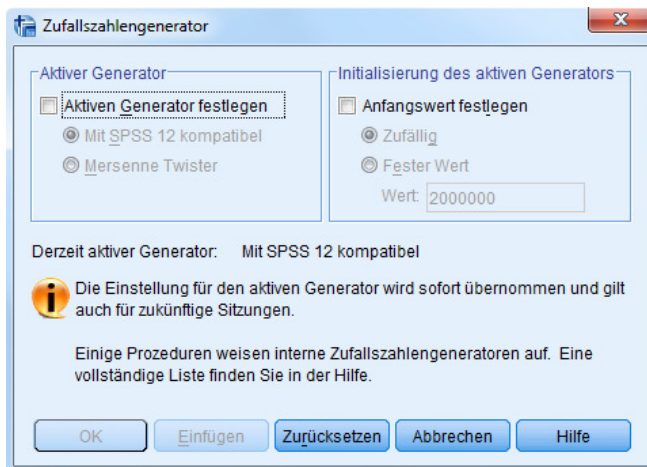 Zufallszahlengenerator
Aktiver Generator
Aktiven Generator festlegen
Mit SPSS 12 kompatibel
Mersenne Twister
Initialisierung des aktiven Generators
Anfangswert festlegen
Zufällig
Fester Wert
Wert: 2000000
Derzeit aktiver Generator: Mit SPSS 12 kompatibel
Die Einstellung für den aktiven Generator wird sofort übernommen und gilt
auch für zukünftige Sitzungen.
Einige Prozeduren weisen interne Zufallszahlengeneratoren auf. Eine
vollständige Liste finden Sie in der Hilfe.
OK Einfügen Zurücksetzen Abbrechen Hilfe